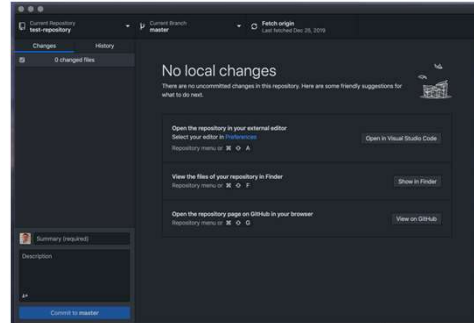 Current Repository
test-repository
Current Branch
master
Fetch origin
Last fetched Dec 25, 2019
Changes
History
0 changed files
No local changes
There are no uncommitted changes in this repository. Here are some friendly suggestions for
what to do next.
Open the repository in your external editor
Select your editor in Preferences
Repository menu or ⌘ ⇧ A
Open in Visual Studio Code
View the files of your repository in Finder
Repository menu or ⌘ ⇧ F
Show in Finder
Open the repository page on GitHub in your browser
Repository menu or ⌘ ⇧ G
View on GitHub
Summary (required)
Description
Commit to master